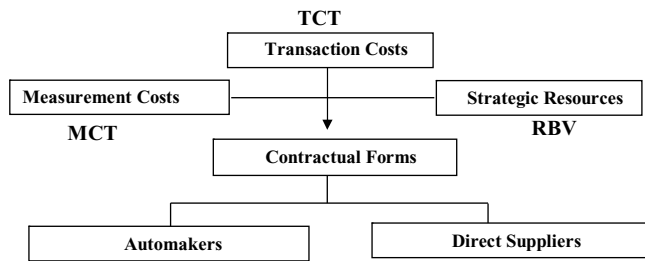 TCT
Transaction Costs
Measurement Costs
Strategic Resources
MCT
RBV
Contractual Forms
Automakers
Direct Suppliers